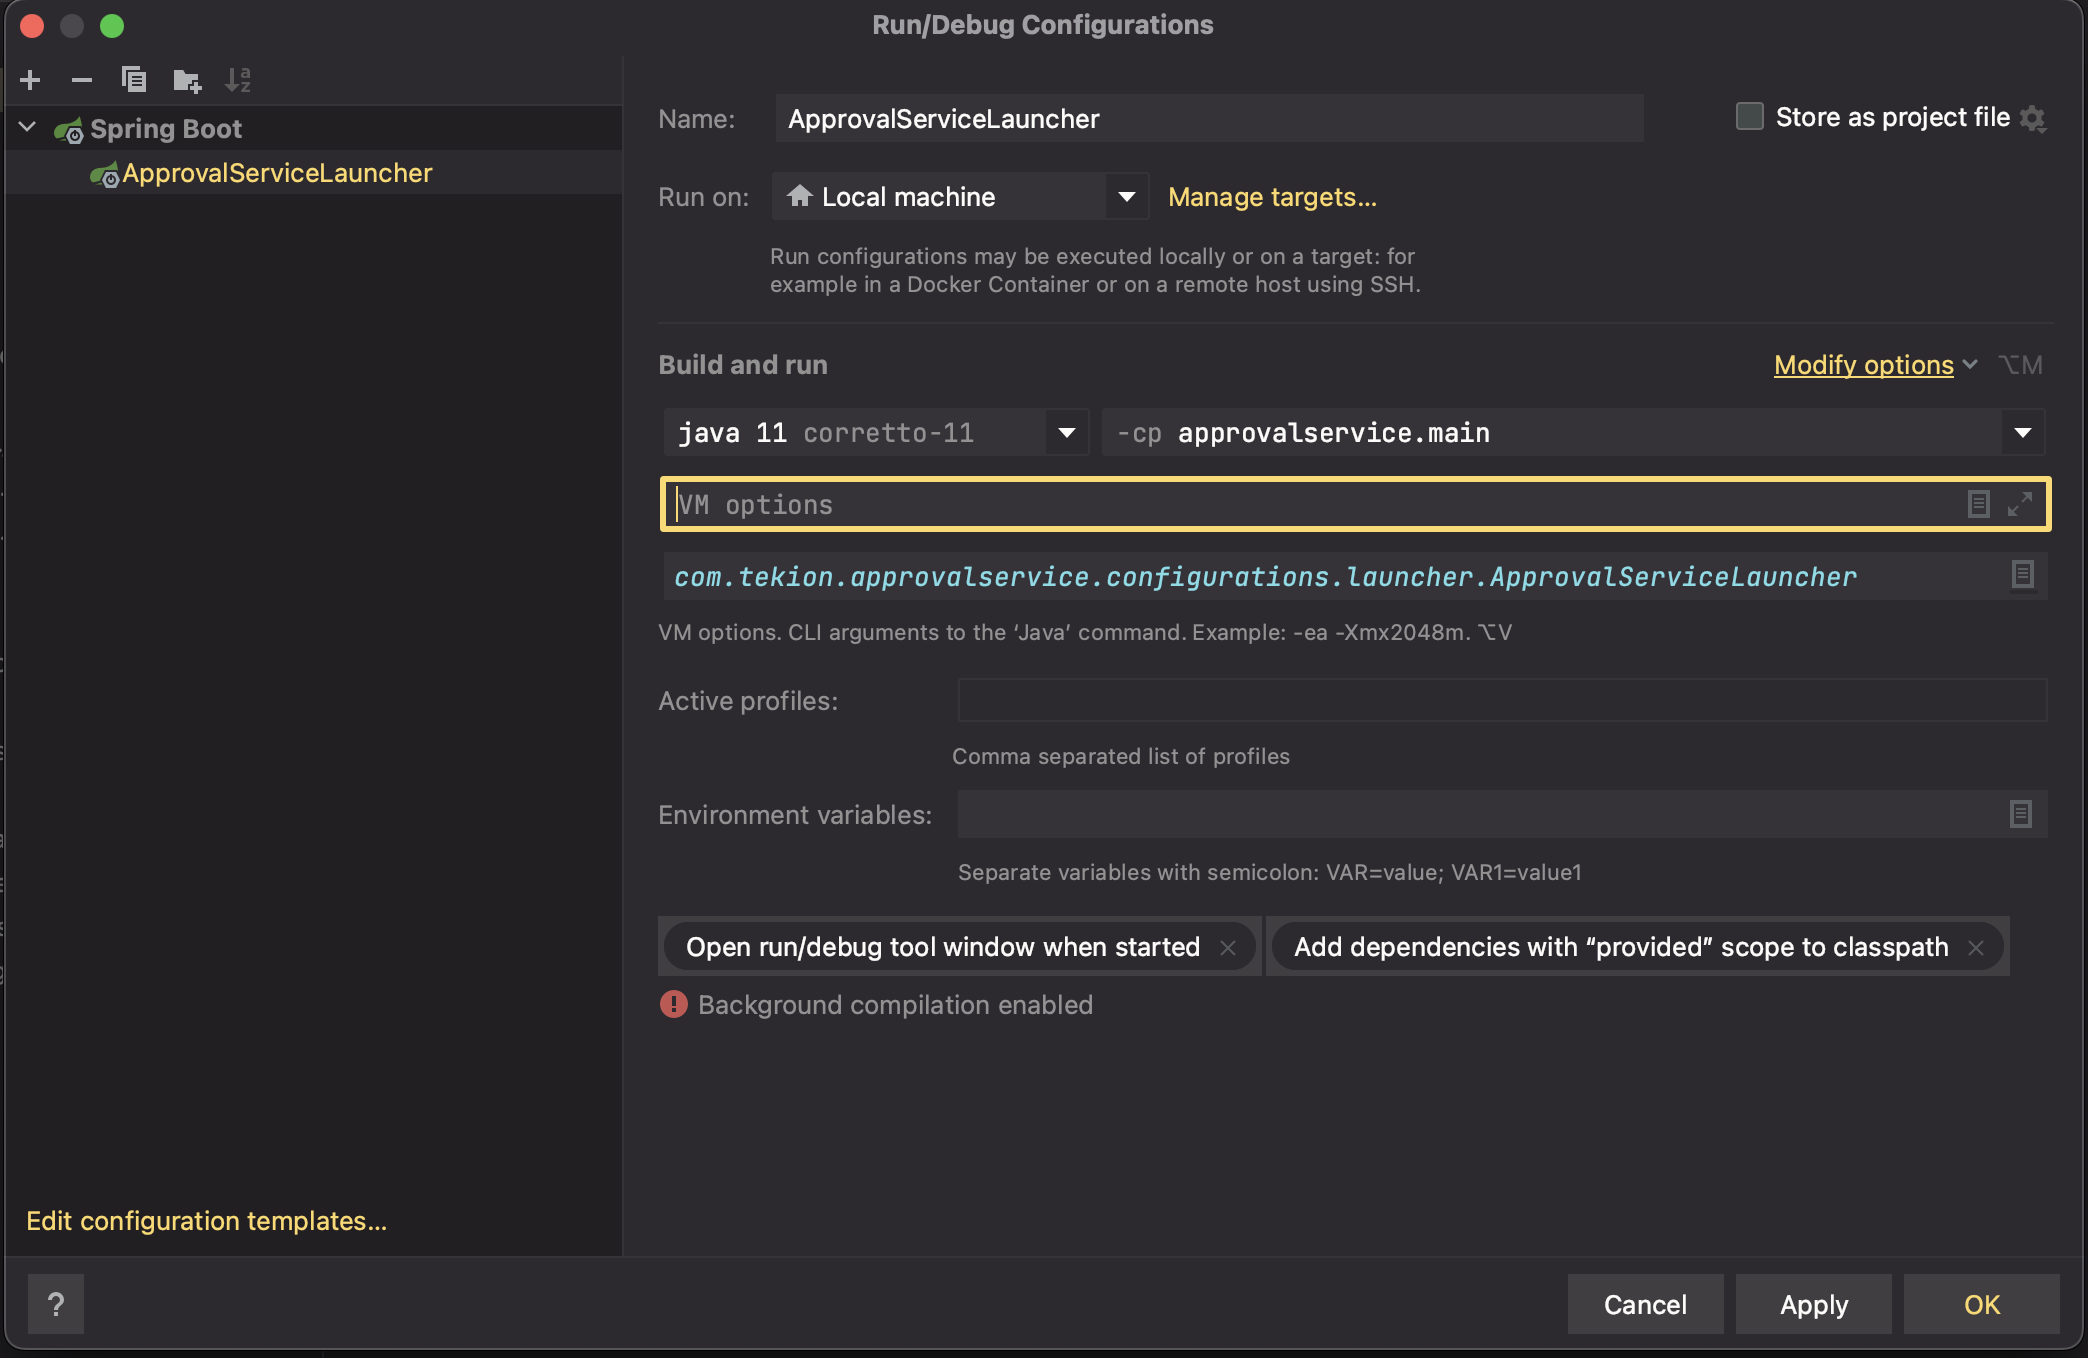 Run/Debug Configurations
Spring Boot
ApprovalServiceLauncher
Edit configuration templates...
Name: ApprovalServiceLauncher
Store as project file
Run on: Local machine
Manage targets...
Run configurations may be executed locally or on a target: for
example in a Docker Container or on a remote host using SSH.
Build and run
Modify options ⌥M
java 11 corretto-11
-cp approvalservice.main
VM options
com.tekion.approvalservice.configurations.launcher.ApprovalServiceLauncher
VM options. CLI arguments to the ‘Java’ command. Example: -ea -Xmx2048m. ⌥V
Active profiles:
Comma separated list of profiles
Environment variables:
Separate variables with semicolon: VAR=value; VAR1=value1
Open run/debug tool window when started ×
Add dependencies with “provided” scope to classpath ×
Background compilation enabled
?
Cancel
Apply
OK